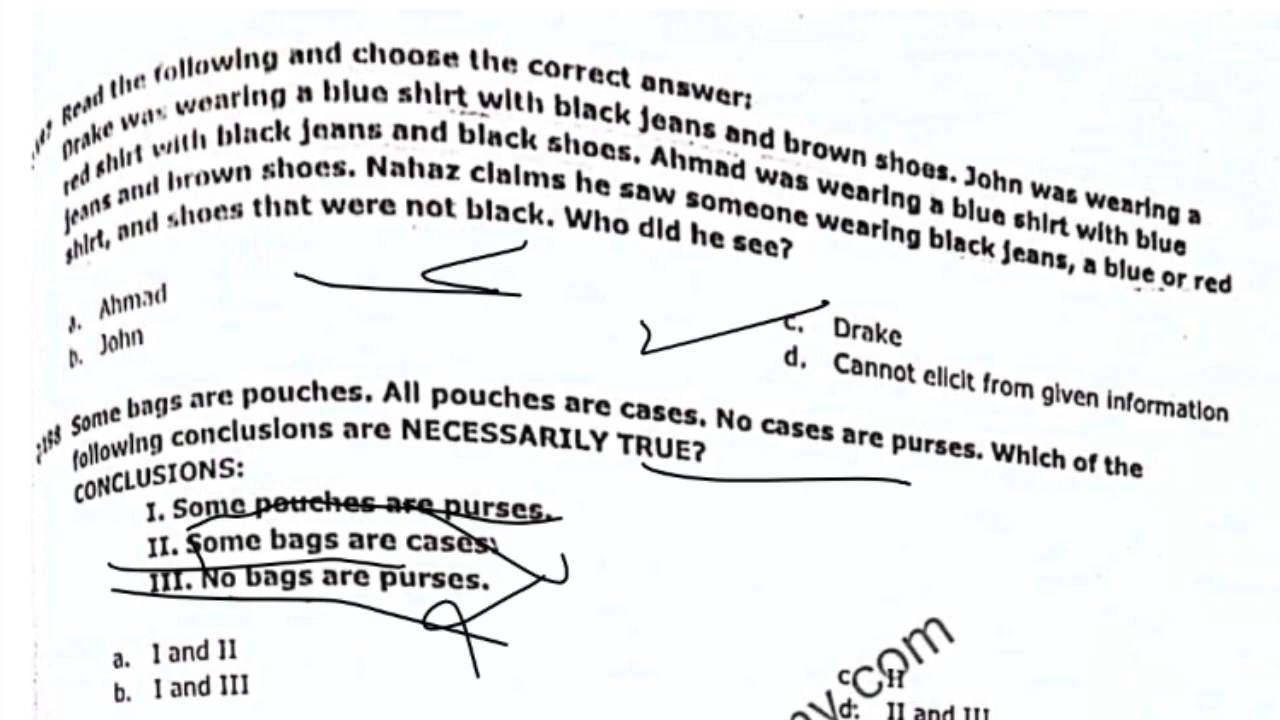 Read the following and choose the correct answer:
Drake was wearing a blue shirt with black jeans and brown shoes. John was wearing a
red shirt with black jeans and black shoes. Ahmad was wearing a blue shirt with blue
jeans and brown shoes. Nahaz claims he saw someone wearing black jeans, a blue or red
shirt, and shoes that were not black. Who did he see?
a. Ahmad
b. John
c. Drake
d. Cannot elicit from given information
Some bags are pouches. All pouches are cases. No cases are purses. Which of the
following conclusions are NECESSARILY TRUE?
CONCLUSIONS:
I. Some pouches are purses.
II. Some bags are cases.
III. No bags are purses.
a. I and II
b. I and III
c. II
d. II and III
.com